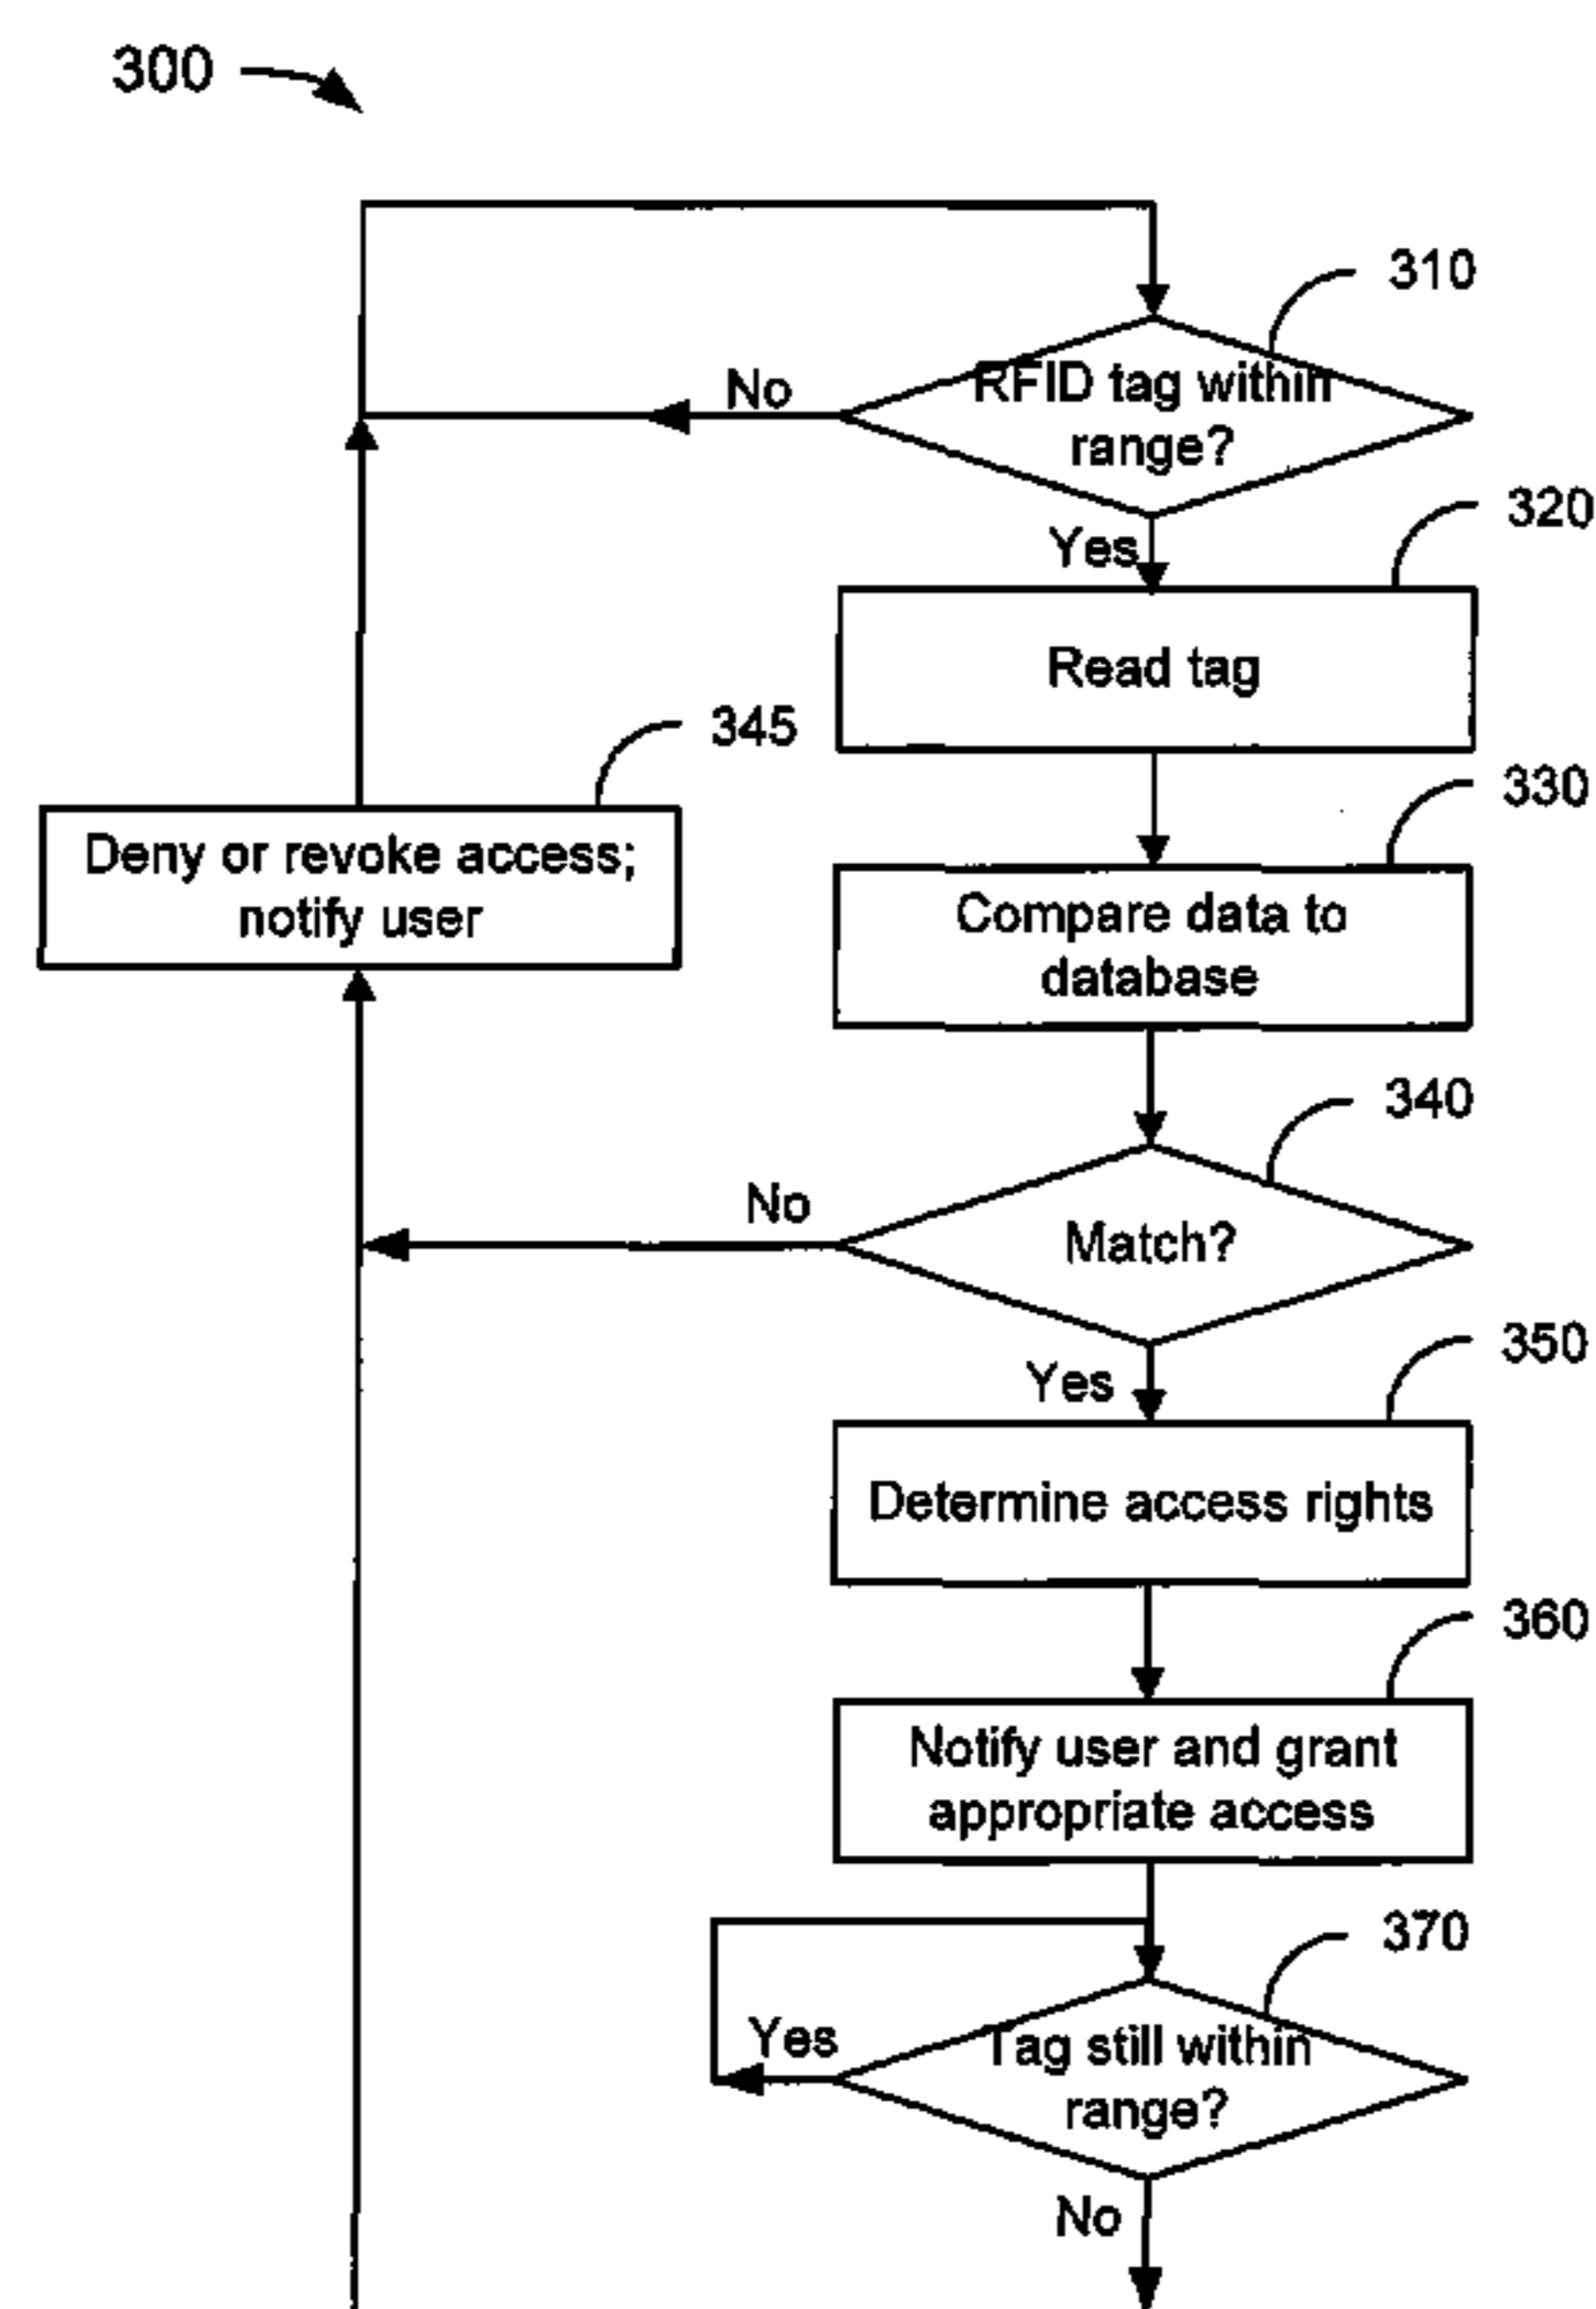 300
310
No
RFID tag within
range?
320
Yes
Read tag
345
330
Deny or revoke access;
notify user
Compare data to
database
340
No
Match?
350
Yes
Determine access rights
360
Notify user and grant
appropriate access
370
Yes
Tag still within
range?
No